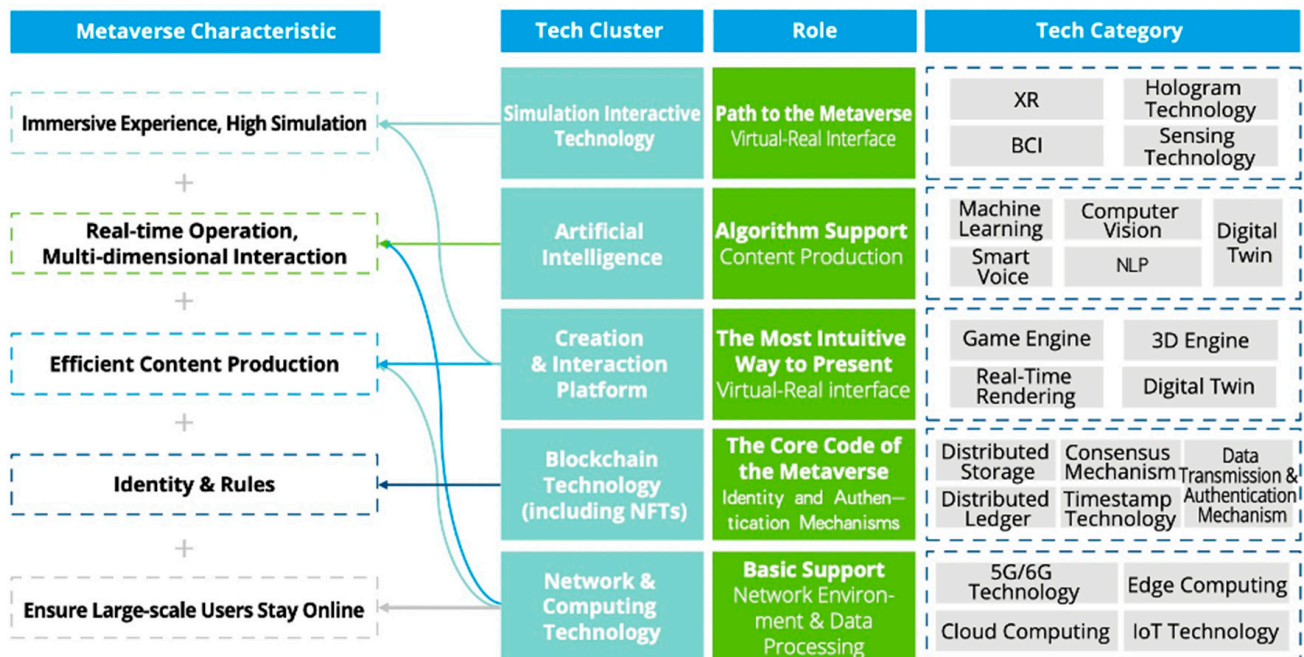 Metaverse Characteristic
Tech Cluster
Role
Tech Category
Immersive Experience, High Simulation
+
Real-time Operation,
Multi-dimensional Interaction
+
Efficient Content Production
+
Identity & Rules
+
Ensure Large-scale Users Stay Online
Simulation Interactive
Technology
Path to the Metaverse
Virtual-Real Interface
XR
Hologram
Technology
BCI
Sensing
Technology
Artificial
Intelligence
Algorithm Support
Content Production
Machine
Learning
Computer
Vision
Digital
Twin
Smart
Voice
NLP
Creation
& Interaction
Platform
The Most Intuitive
Way to Present
Virtual-Real interface
Game Engine
3D Engine
Real-Time
Rendering
Digital Twin
Blockchain
Technology
(including NFTs)
The Core Code of
the Metaverse
Identity and Authen-
tication Mechanisms
Distributed
Storage
Consensus
Mechanism
Data
Transmission &
Authentication
Mechanism
Distributed
Ledger
Timestamp
Technology
Network &
Computing
Technology
Basic Support
Network Environ-
ment & Data
Processing
5G/6G
Technology
Edge Computing
Cloud Computing
IoT Technology